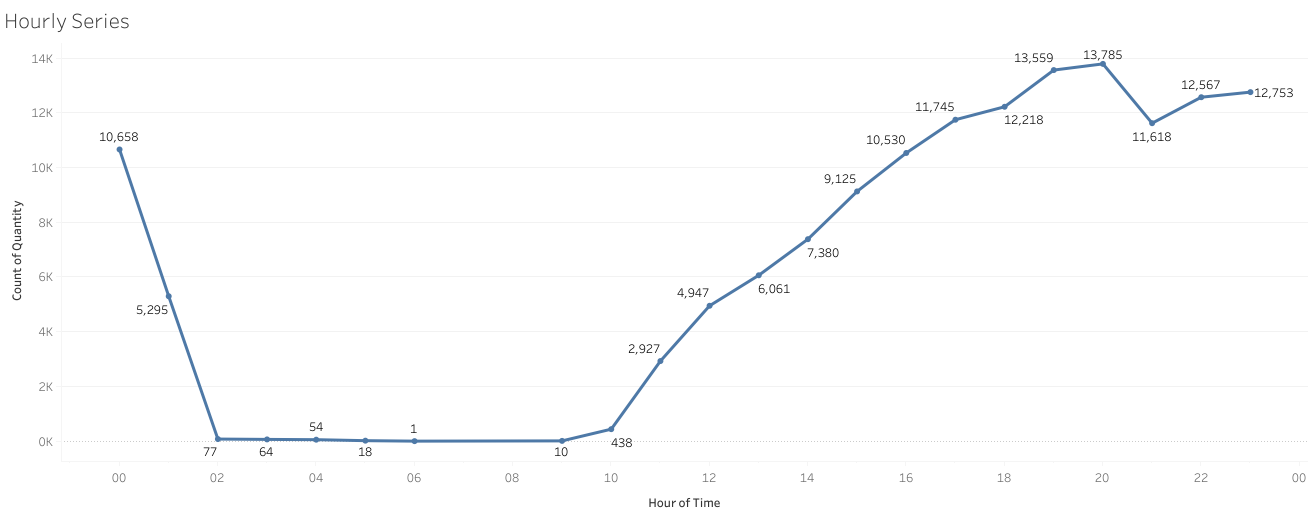 Hourly Series
14K
12K
10K
8K
6K
4K
2K
0K
Count of Quantity
10,658
5,295
77
64
54
18
1
10
438
2,927
4,947
6,061
7,380
9,125
10,530
11,745
12,218
13,559
13,785
11,618
12,567
12,753
00 02 04 06 08 10 12 14 16 18 20 22 00
Hour of Time